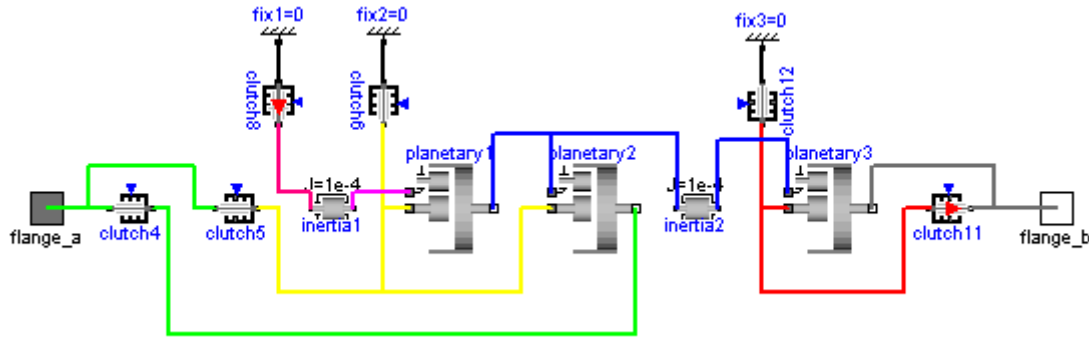 fix1=0
fix2=0
fix3=0
clutch8
clutch6
clutch12
planetary1
planetary2
planetary3
J=1e-4
J=1e-4
flange_a
clutch4
clutch5
inertia1
inertia2
clutch11
flange_b